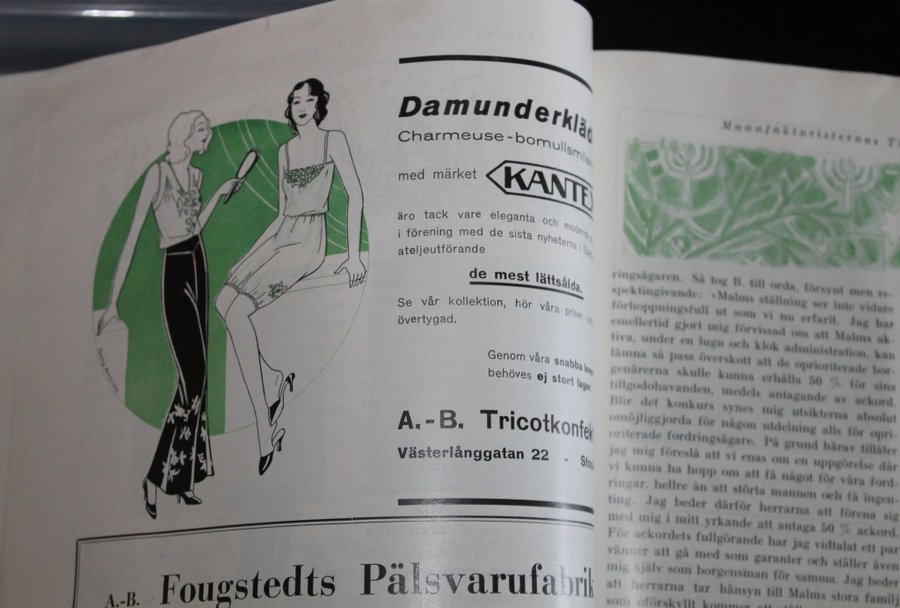 Damunderkläd
Charmeuse-bomullsmil
med märket KANTE
äro tack vare eleganta och
i förening med de sista nyheterna i
ateljeutförande
de mest lättsålda.
Se vår kollektion, hör våra priser,
övertygad.
Genom våra snabba
behöves ej stort lager.
A.-B. Tricotkonfek
Västerlånggatan 22 - Sto
A.-B. Fougstedts Pälsvarufabrik
Manufakturisternas T
ringsägaren. Så tog B. till orda, försynt men re-
spektingivande: »Malms ställning ser inte vidare
förhoppningsfull ut som vi nu erfarit. Jag har
emellertid gjort mig förvissad om att Malms ak-
tiva, under en lugn och klok administration, kan
lämna så pass överskott att de oprioriterade bor-
genärerna skulle kunna erhålla 50 % för sina
tillgodohavanden, medels antagande av ackord.
Blir det konkurs synes mig utsikterna absolut
omöjliggjorda för någon utdelning alls för opri-
oriterade fordringsägare. På grund härav tillåter
jag mig föreslå att vi enas om en uppgörelse där
vi kunna ha hopp om att få något för våra ford-
ringar, hellre än att störta mannen och få ingen-
ting. Jag beder därför herrarna att förena sig
med mig i mitt yrkande att antaga 50 % ackord.
För ackordets fullgörande har jag vidtalat ett par
vänner att gå med som garanter och ställer även
mig själv som borgensman för samma. Jag beder
att herrarna tar hänsyn till Malms stora familj
som oförskyllt kommer att